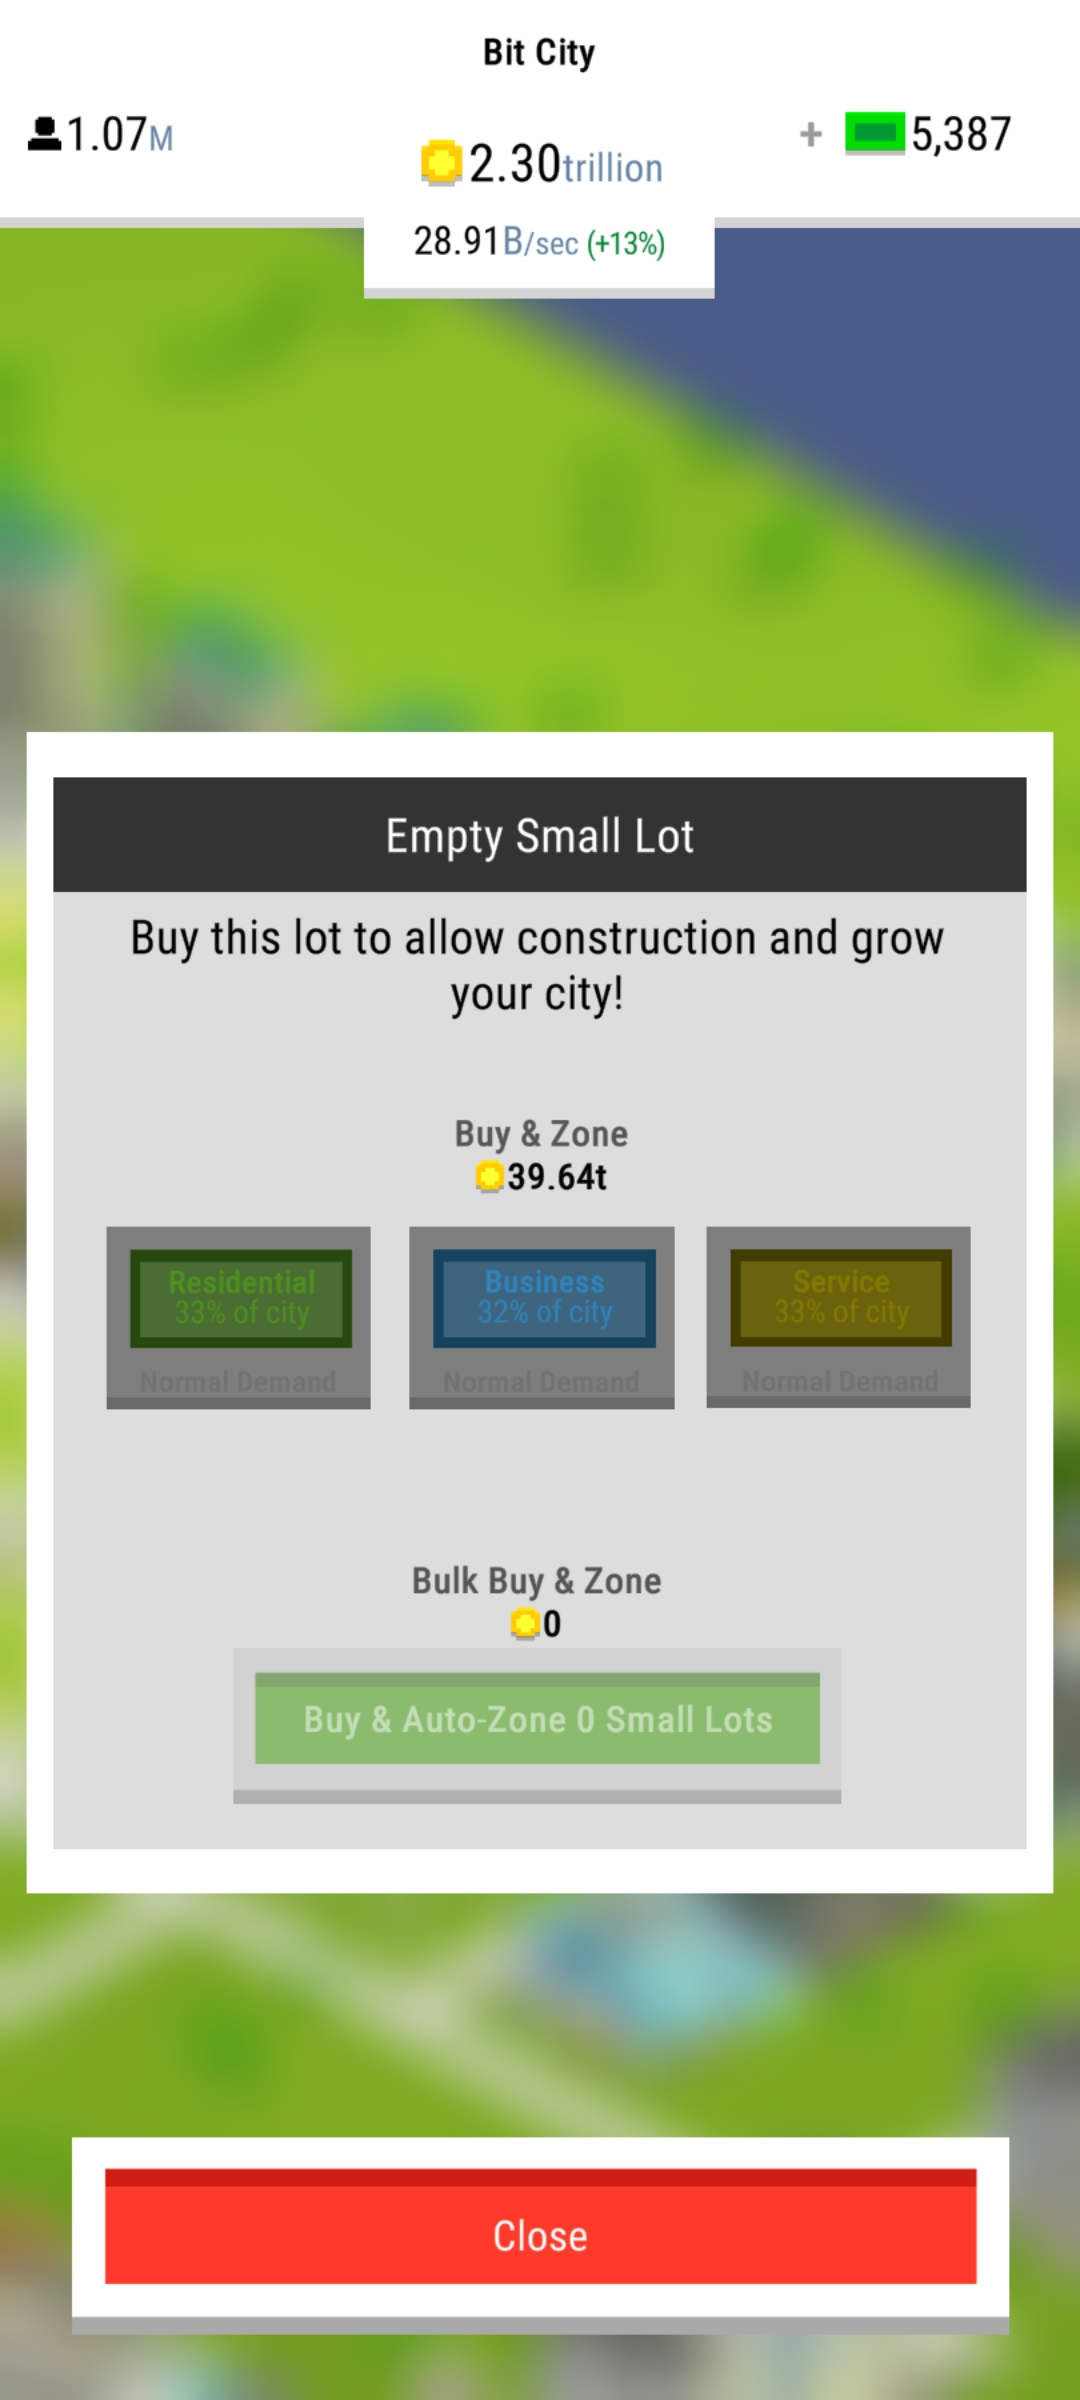 Bit City
1.07M
2.30trillion
+ 5,387
28.91B/sec (+13%)
Empty Small Lot
Buy this lot to allow construction and grow
your city!
Buy & Zone
39.64t
Residential
33% of city
Normal Demand
Business
32% of city
Normal Demand
Service
33% of city
Normal Demand
Bulk Buy & Zone
0
Buy & Auto-Zone 0 Small Lots
Close